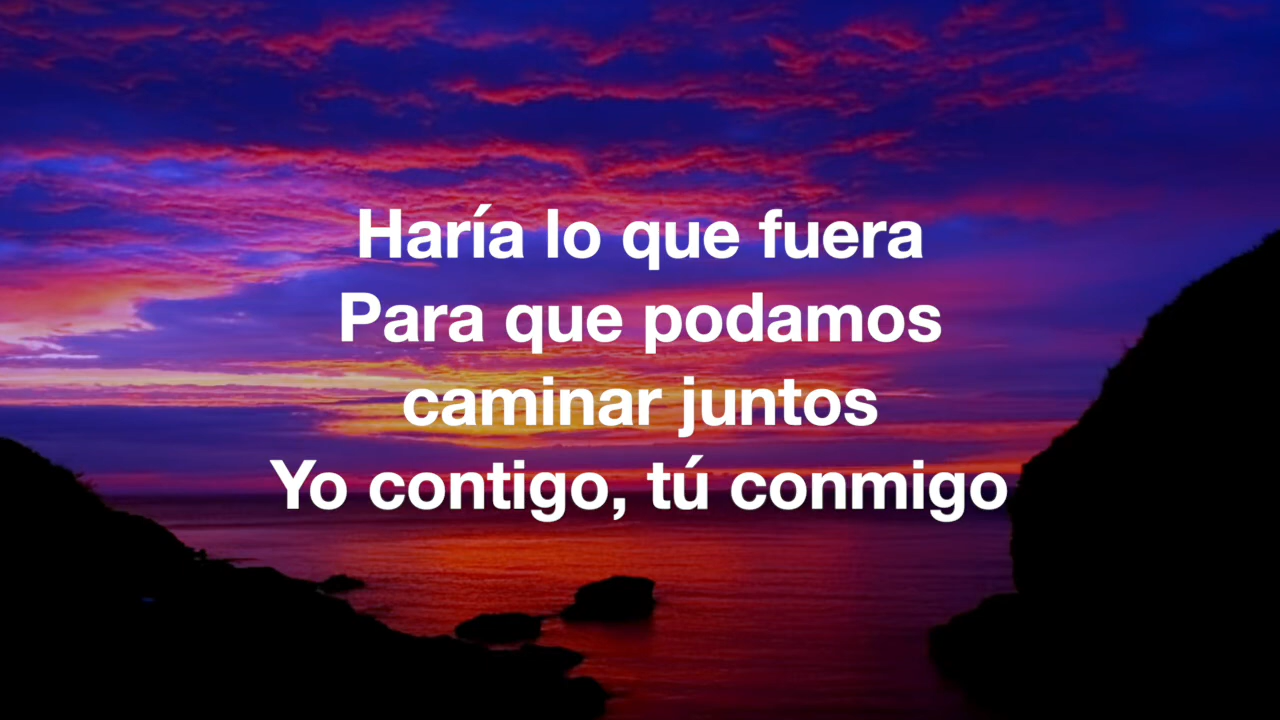 Haría lo que fuera
Para que podamos
caminar juntos
Yo contigo, tú conmigo